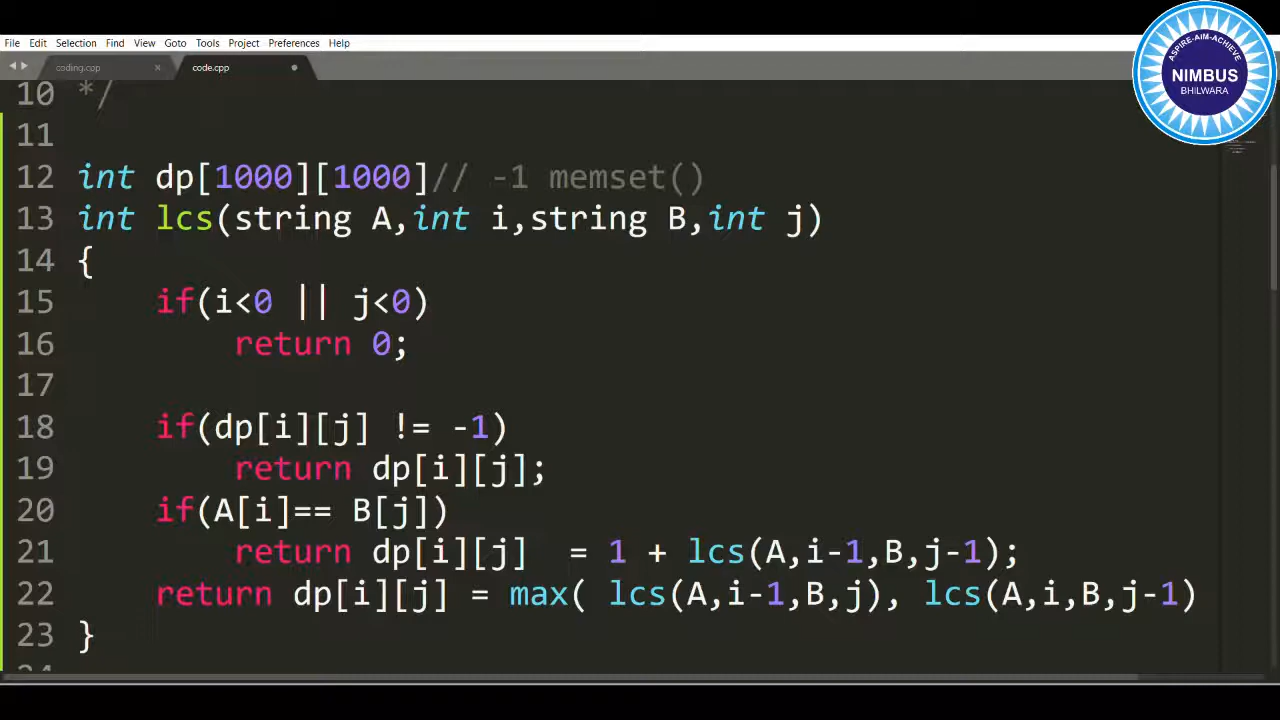 File Edit Selection Find View Goto Tools Project Preferences Help
coding.cpp × code.cpp
ASPIRE-AIM-ACHIEVE
NIMBUS
BHILWARA
10 */
11
12 int dp[1000][1000]// -1 memset()
13 int lcs(string A,int i,string B,int j)
14 {
15     if(i<0 || j<0)
16         return 0;
17
18     if(dp[i][j] != -1)
19         return dp[i][j];
20     if(A[i]== B[j])
21         return dp[i][j]  = 1 + lcs(A,i-1,B,j-1);
22     return dp[i][j] = max( lcs(A,i-1,B,j), lcs(A,i,B,j-1)
23 }
24